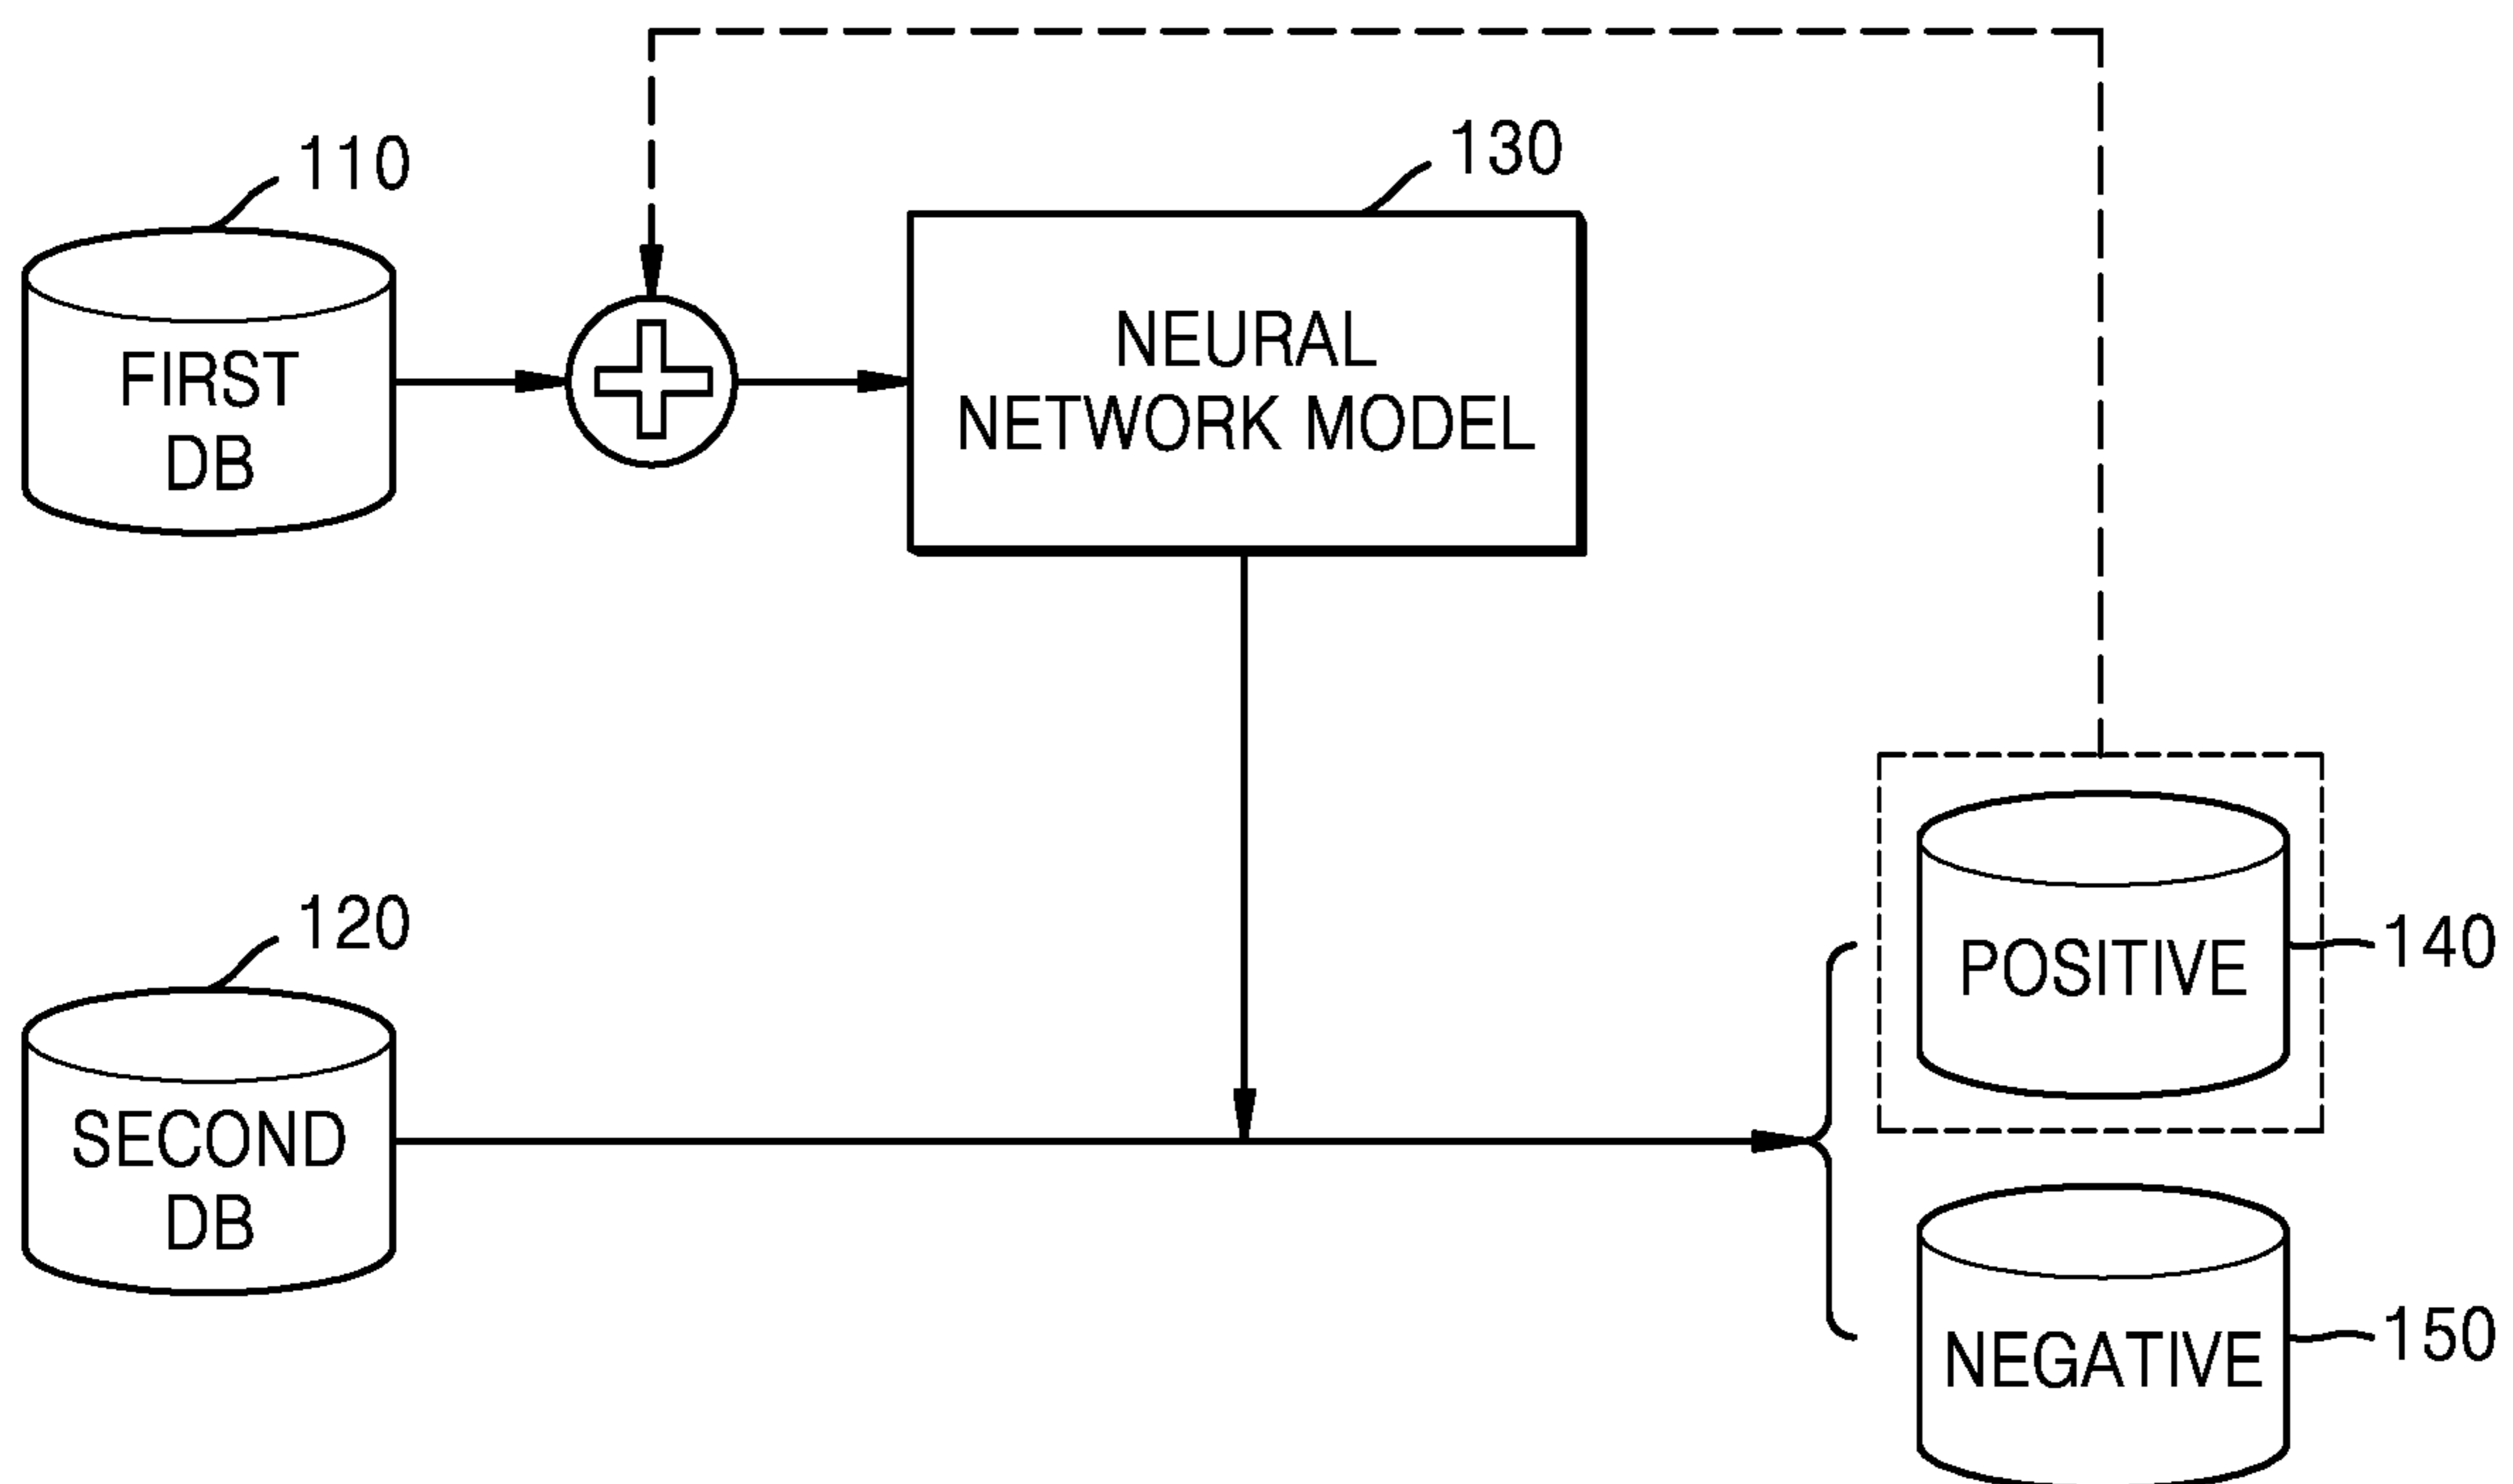 110
130
FIRST
DB
NEURAL
NETWORK MODEL
120
SECOND
DB
POSITIVE
140
NEGATIVE
150